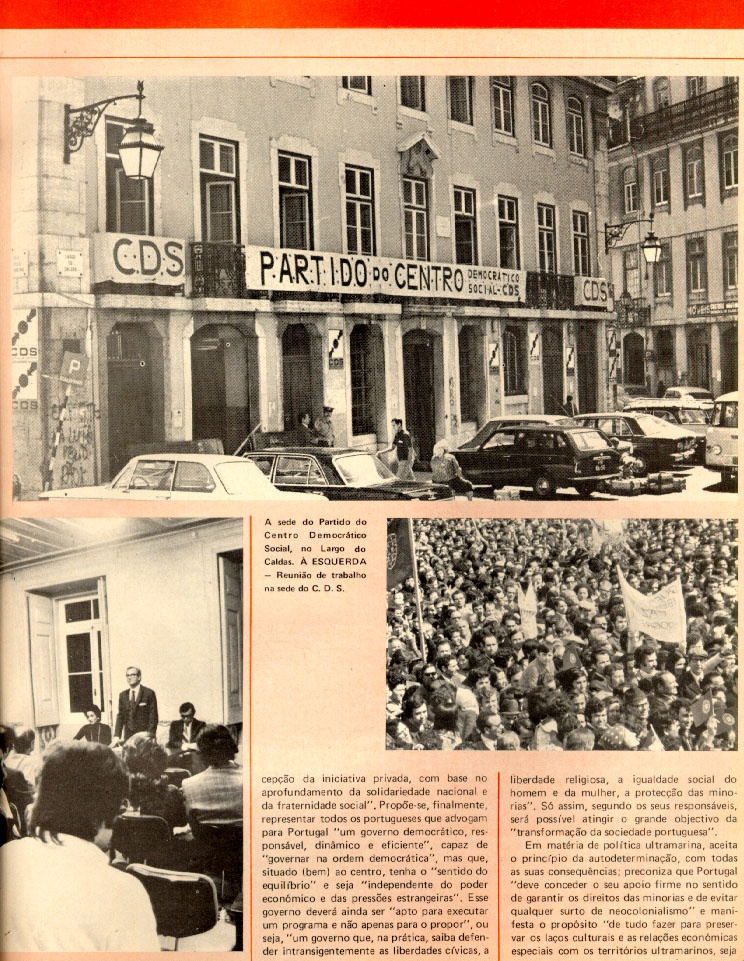 C.D.S
PARTIDO DO CENTRO DEMOCRÁTICO
SOCIAL-CDS
CDS
CDS
CDS
P
A sede do Partido do
Centro Democrático
Social, no Largo do
Caldas. À ESQUERDA
— Reunião de trabalho
na sede do C. D. S.
cepção da iniciativa privada, com base no
aprofundamento da solidariedade nacional e
da fraternidade social". Propõe-se, finalmente,
representar todos os portugueses que advogam
para Portugal "um governo democrático, res-
ponsável, dinâmico e eficiente", capaz de
"governar na ordem democrática", mas que,
situado (bem) ao centro, tenha o "sentido do
equilíbrio" e seja "independente do poder
económico e das pressões estrangeiras". Esse
governo deverá ainda ser "apto para executar
um programa e não apenas para o propor", ou
seja, "um governo que, na prática, saiba defen-
der intransigentemente as liberdades cívicas, a
liberdade religiosa, a igualdade social do
homem e da mulher, a protecção das mino-
rias". Só assim, segundo os seus responsáveis,
será possível atingir o grande objectivo da
"transformação da sociedade portuguesa".
Em matéria de política ultramarina, aceita
o princípio da autodeterminação, com todas
as suas consequências; preconiza que Portugal
"deve conceder o seu apoio firme no sentido
de garantir os direitos das minorias e de evitar
qualquer surto de neocolonialismo" e mani-
festa o propósito "de tudo fazer para preser-
var os laços culturais e as relações económicas
especiais com os territórios ultramarinos, seja